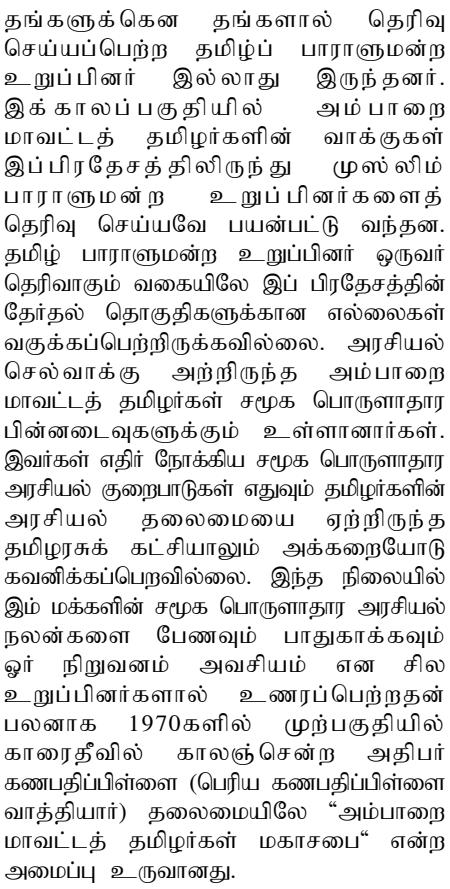 தங்களுக்கென தங்களால் தெரிவு
செய்யப்பெற்ற தமிழ்ப் பாராளுமன்ற
உறுப்பினர் இல்லாது இருந்தனர்.
இக்காலப்பகுதியில் அம்பாறை
மாவட்டத் தமிழர்களின் வாக்குகள்
இப்பிரதேசத்திலிருந்து முஸ்லிம்
பாராளுமன்ற உறுப்பினர்களைத்
தெரிவு செய்யவே பயன்பட்டு வந்தன.
தமிழ் பாராளுமன்ற உறுப்பினர் ஒருவர்
தெரிவாகும் வகையிலே இப் பிரதேசத்தின்
தேர்தல் தொகுதிகளுக்கான எல்லைகள்
வகுக்கப்பெற்றிருக்கவில்லை. அரசியல்
செல்வாக்கு அற்றிருந்த அம்பாறை
மாவட்டத் தமிழர்கள் சமூக பொருளாதார
பின்னடைவுகளுக்கும் உள்ளானார்கள்.
இவர்கள் எதிர் நோக்கிய சமூக பொருளாதார
அரசியல் குறைபாடுகள் எதுவும் தமிழர்களின்
அரசியல் தலைமையை ஏற்றிருந்த
தமிழரசுக் கட்சியாலும் அக்கறையோடு
கவனிக்கப்பெறவில்லை. இந்த நிலையில்
இம் மக்களின் சமூக பொருளாதார அரசியல்
நலன்களை பேணவும் பாதுகாக்கவும்
ஓர் நிறுவனம் அவசியம் என சில
உறுப்பினர்களால் உணரப்பெற்றதன்
பலனாக 1970களில் முற்பகுதியில்
காரைதீவில் காலஞ்சென்ற அதிபர்
கணபதிப்பிள்ளை (பெரிய கணபதிப்பிள்ளை
வாத்தியார்) தலைமையிலே “அம்பாறை
மாவட்டத் தமிழர்கள் மகாசபை“ என்ற
அமைப்பு உருவானது.